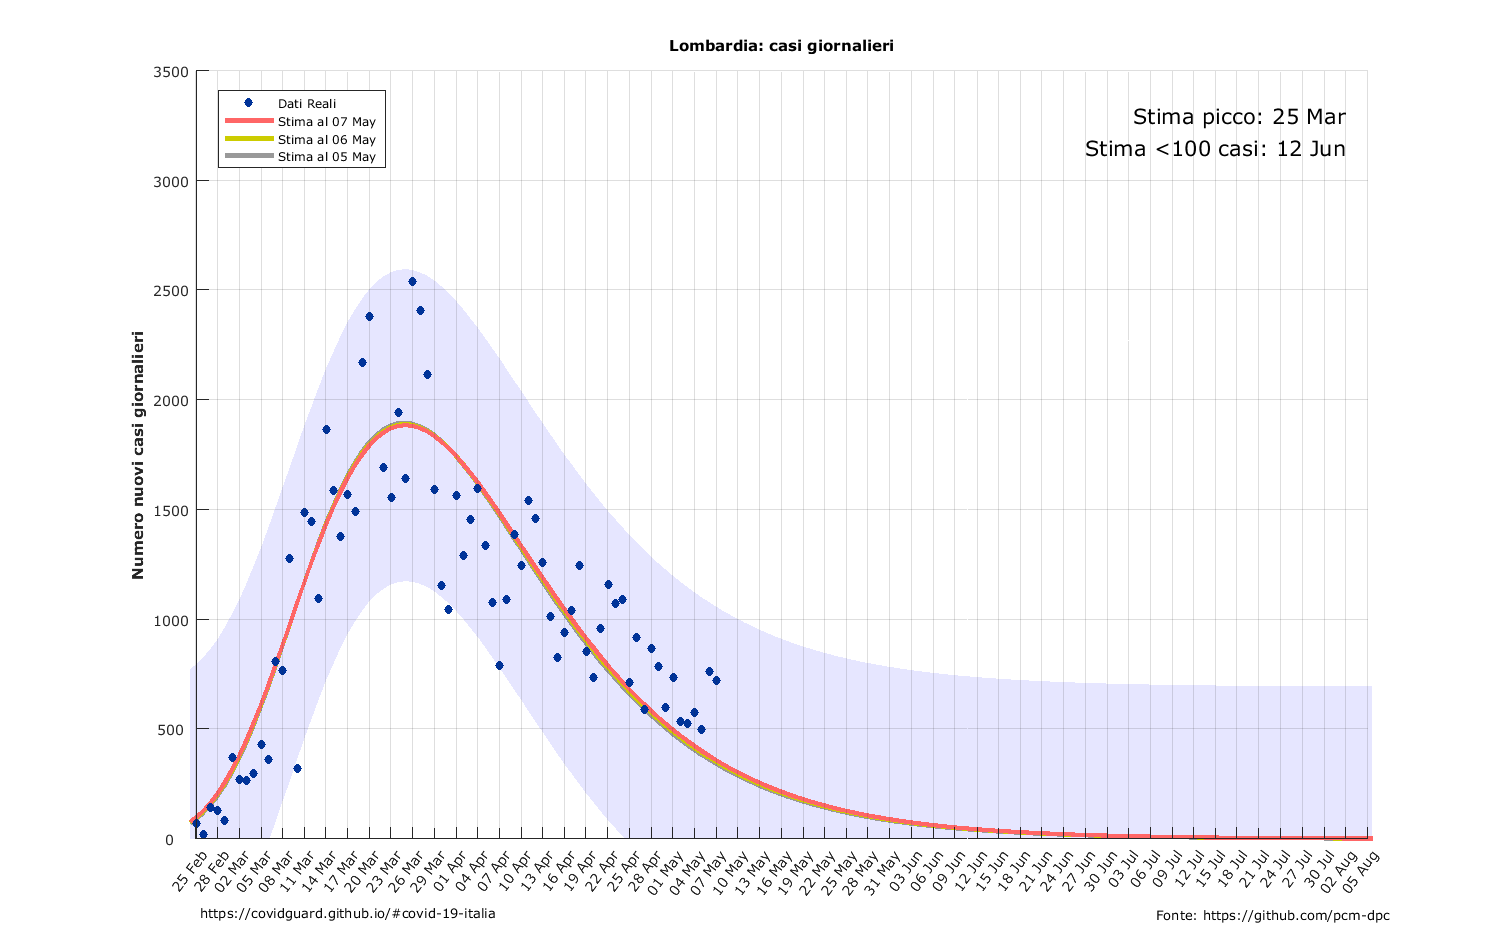 Lombardia: casi giornalieri
3500
3000
2500
2000
1500
1000
500
0
Numero nuovi casi giornalieri
Dati Reali
Stima al 07 May
Stima al 06 May
Stima al 05 May
Stima picco: 25 Mar
Stima <100 casi: 12 Jun
25 Feb
28 Feb
02 Mar
05 Mar
08 Mar
11 Mar
14 Mar
17 Mar
20 Mar
23 Mar
26 Mar
29 Mar
01 Apr
04 Apr
07 Apr
10 Apr
13 Apr
16 Apr
19 Apr
22 Apr
25 Apr
28 Apr
01 May
04 May
07 May
10 May
13 May
16 May
19 May
22 May
25 May
28 May
31 May
03 Jun
06 Jun
09 Jun
12 Jun
15 Jun
18 Jun
21 Jun
24 Jun
27 Jun
30 Jun
03 Jul
06 Jul
09 Jul
12 Jul
15 Jul
18 Jul
21 Jul
24 Jul
27 Jul
30 Jul
02 Aug
05 Aug
https://covidguard.github.io/#covid-19-italia
Fonte: https://github.com/pcm-dpc